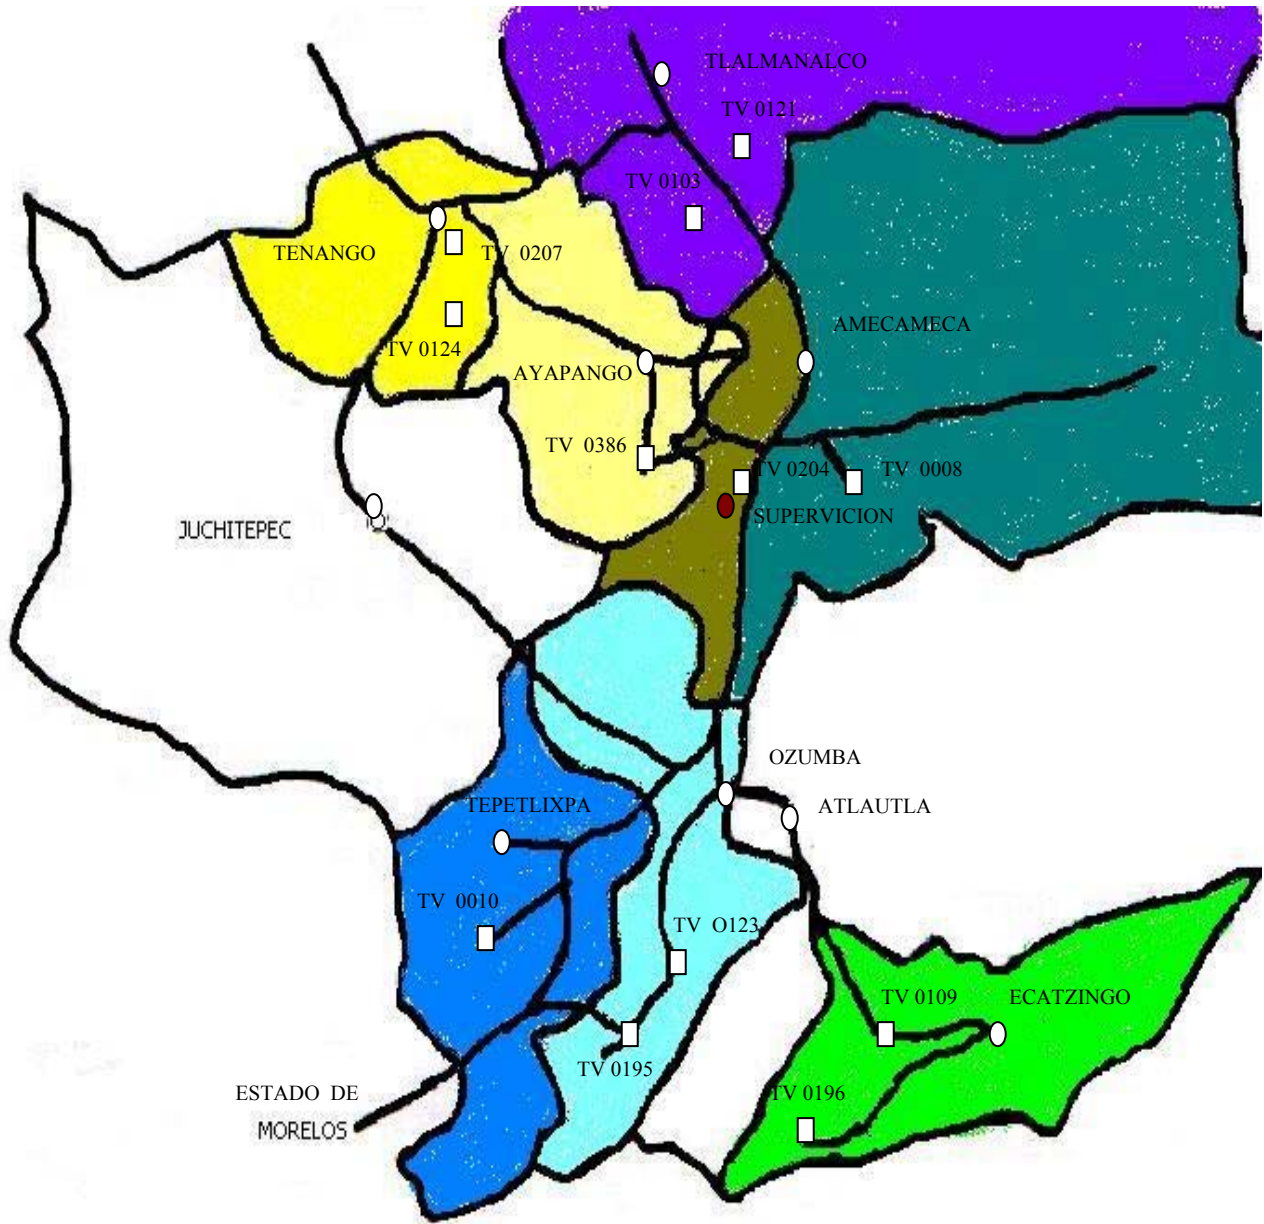 TLALMANALCO
TV 0121
TV 0103
TENANGO
TV 0207
AMECAMECA
TV 0124
AYAPANGO
TV 0386
TV 0204
TV 0008
SUPERVICION
JUCHITEPEC
OZUMBA
TEPETLIXPA
ATLAUTLA
TV 0010
TV O123
TV 0109
ECATZINGO
TV 0195
TV 0196
ESTADO DE
MORELOS